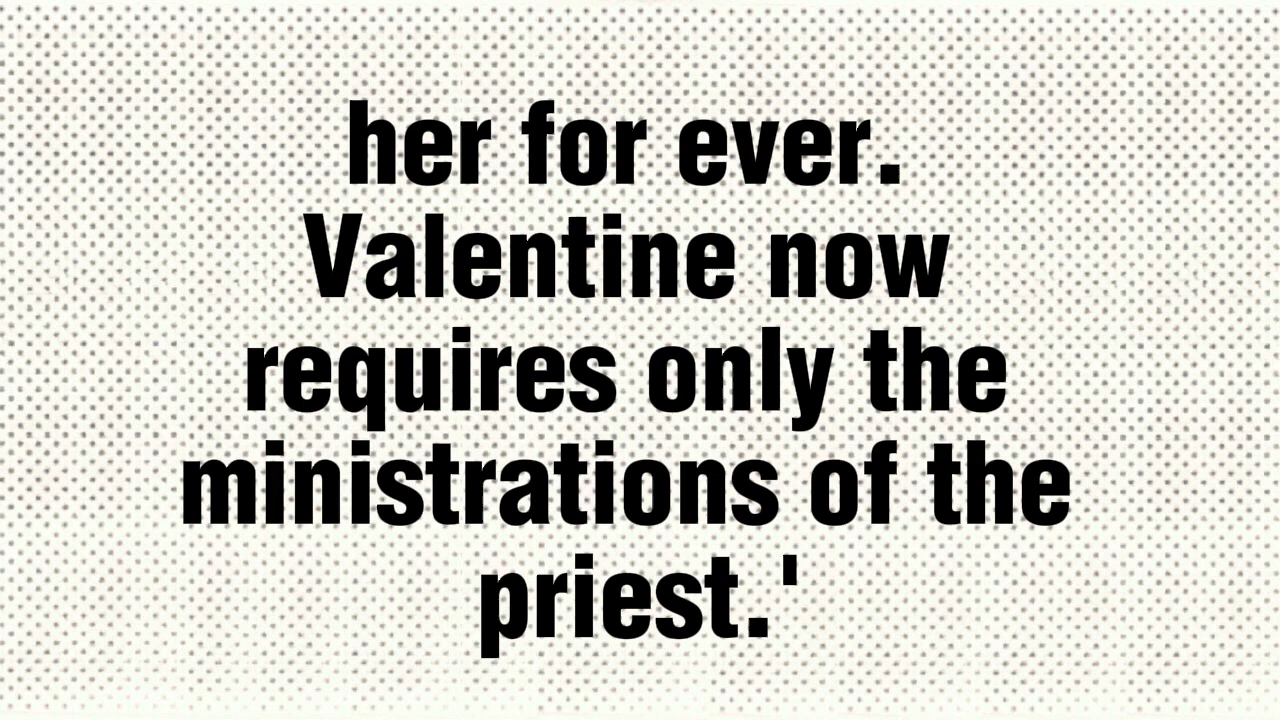 her for ever.
Valentine now
requires only the
ministrations of the
priest.'